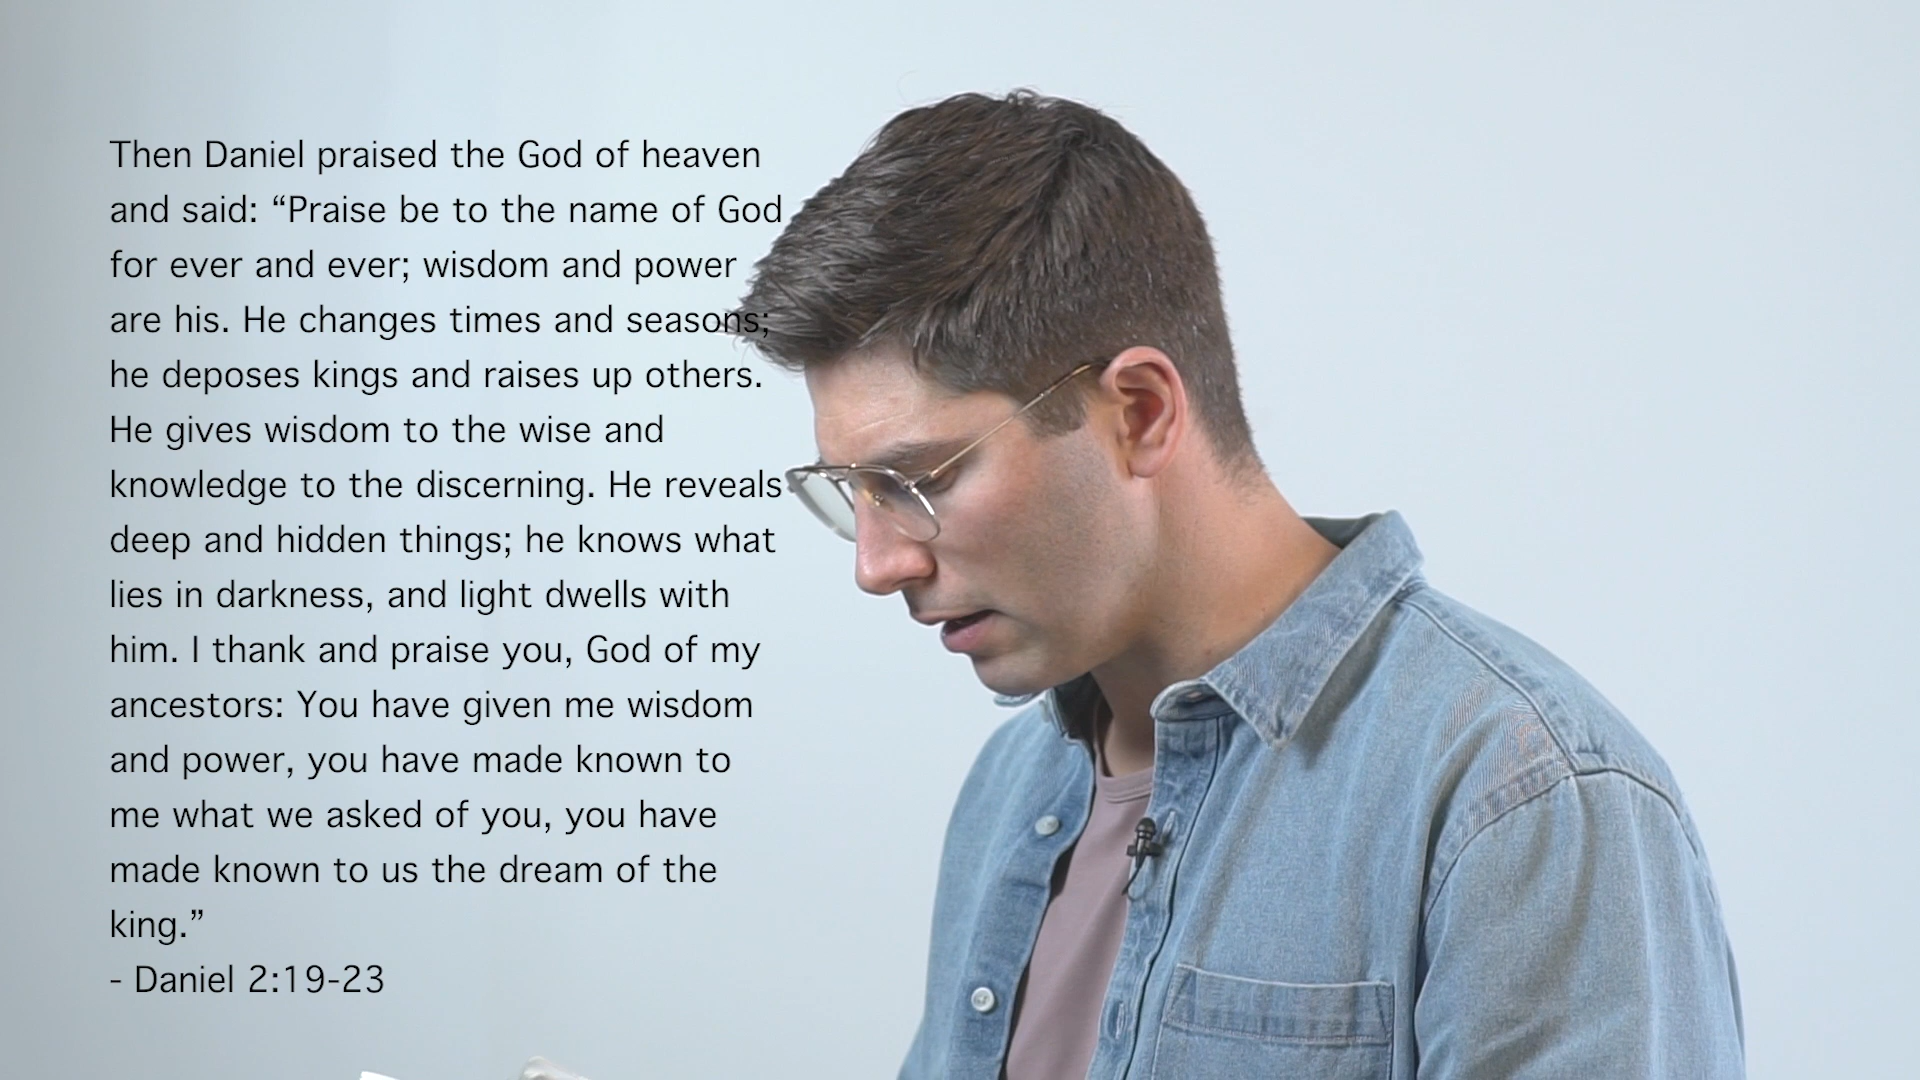 Then Daniel praised the God of heaven
and said: “Praise be to the name of God
for ever and ever; wisdom and power
are his. He changes times and seasons;
he deposes kings and raises up others.
He gives wisdom to the wise and
knowledge to the discerning. He reveals
deep and hidden things; he knows what
lies in darkness, and light dwells with
him. I thank and praise you, God of my
ancestors: You have given me wisdom
and power, you have made known to
me what we asked of you, you have
made known to us the dream of the
king.”
- Daniel 2:19-23